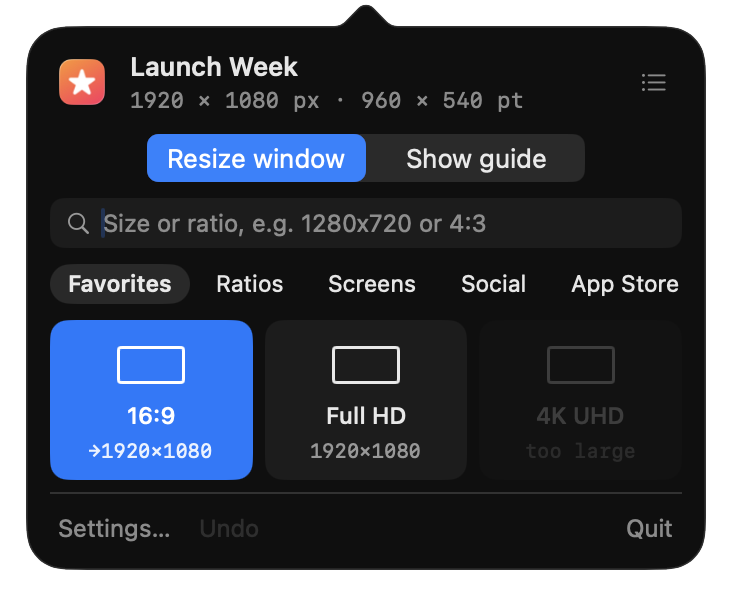 Launch Week
1920 × 1080 px · 960 × 540 pt
Resize window Show guide
Size or ratio, e.g. 1280x720 or 4:3
Favorites Ratios Screens Social App Store
16:9 Full HD 4K UHD
→1920×1080 1920×1080 too large
Settings... Undo Quit